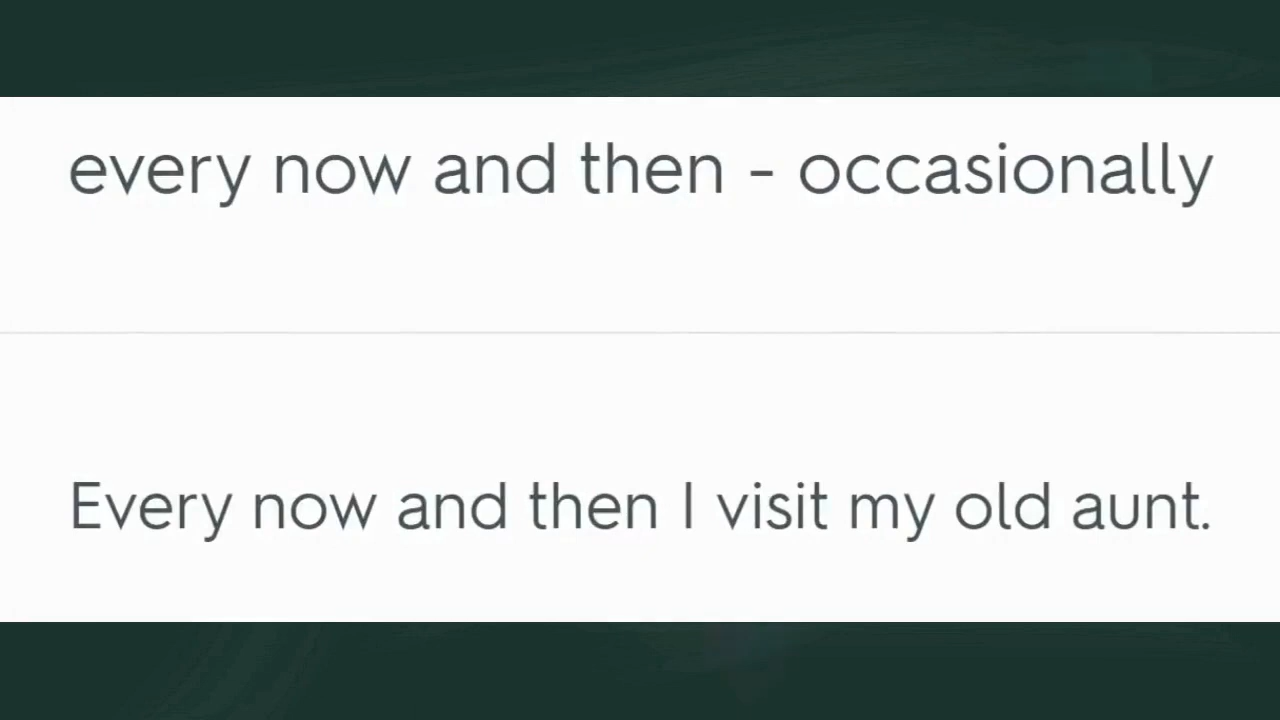 every now and then - occasionally
Every now and then I visit my old aunt.